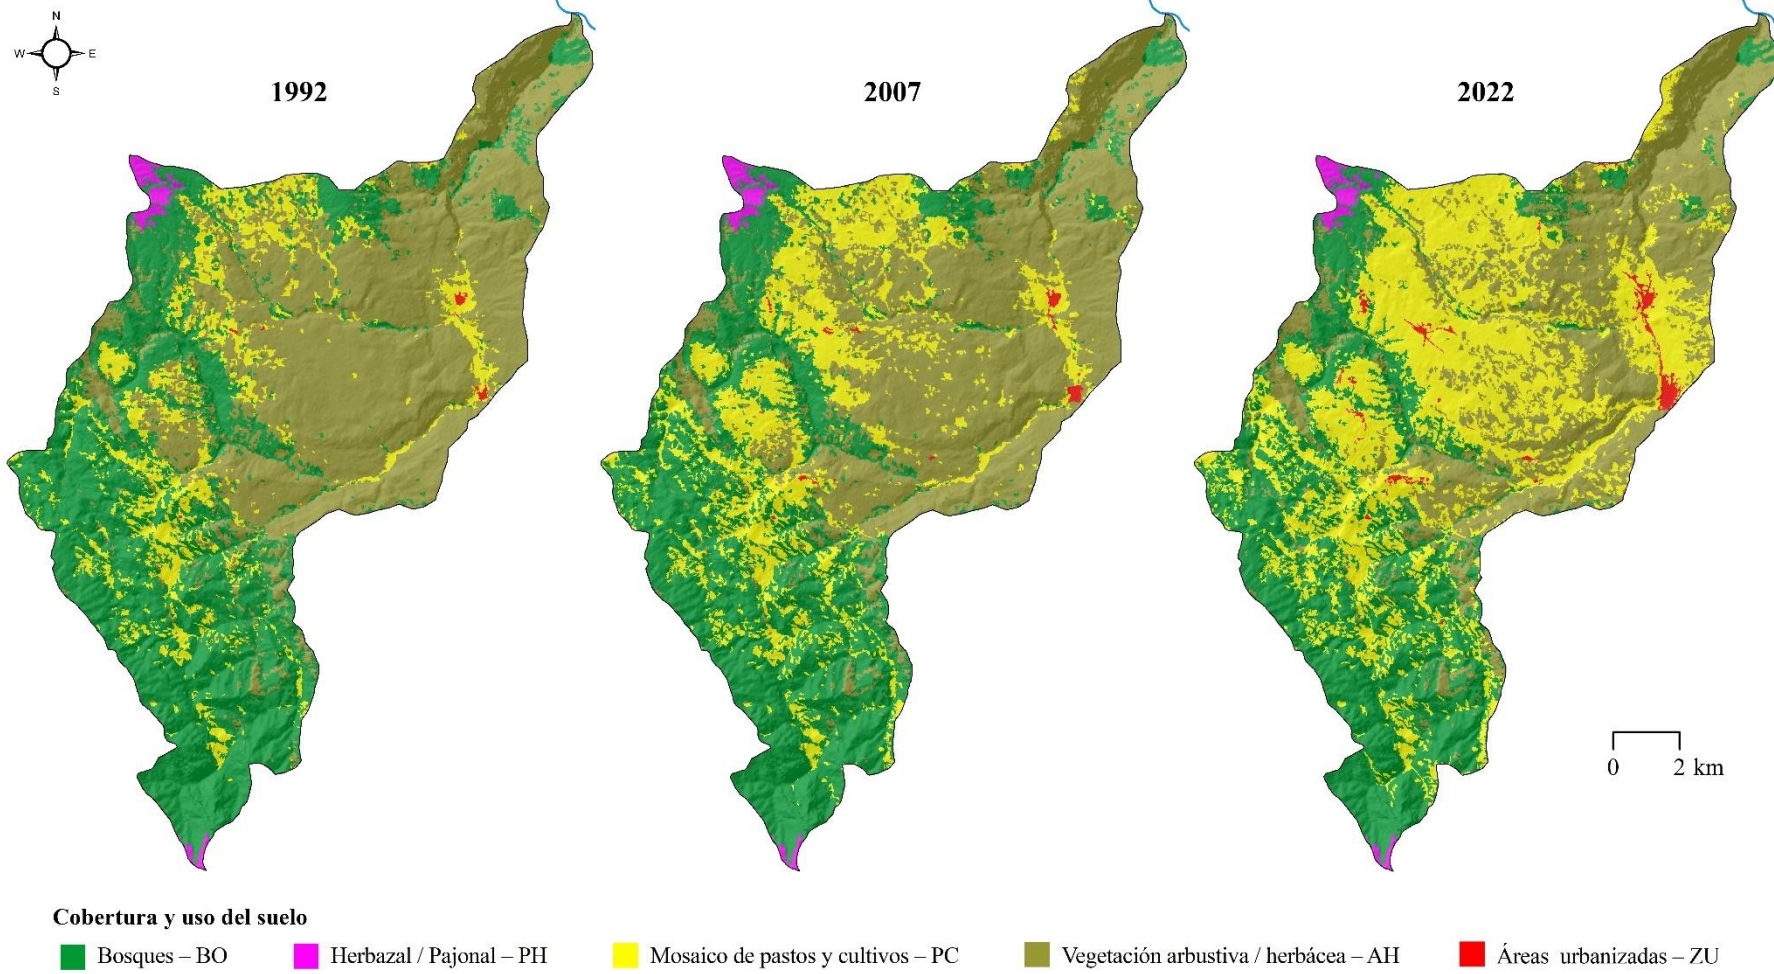 N
W E
S
1992 2007 2022
0 2 km
Cobertura y uso del suelo
Bosques – BO Herbazal / Pajonal – PH Mosaico de pastos y cultivos – PC Vegetación arbustiva / herbácea – AH Áreas urbanizadas – ZU